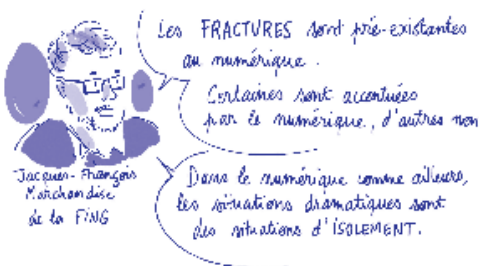 Les FRACTURES sont pré-existantes
au numérique.
Certaines sont accentuées
par le numérique, d'autres non
Dans le numérique comme ailleurs,
les situations dramatiques sont
des situations d'ISOLEMENT.
Jacques-François
Marchandise
de la FING